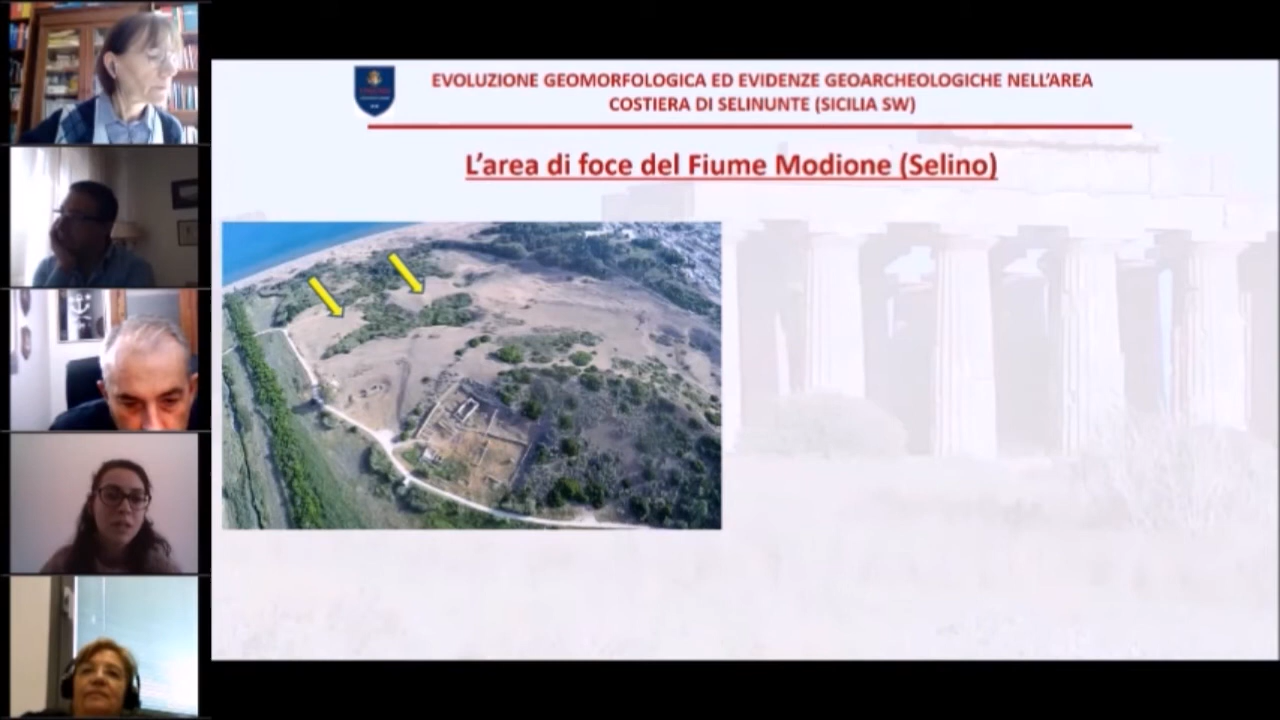 EVOLUZIONE GEOMORFOLOGICA ED EVIDENZE GEOARCHEOLOGICHE NELL'AREA
COSTIERA DI SELINUNTE (SICILIA SW)
L'area di foce del Fiume Modione (Selino)